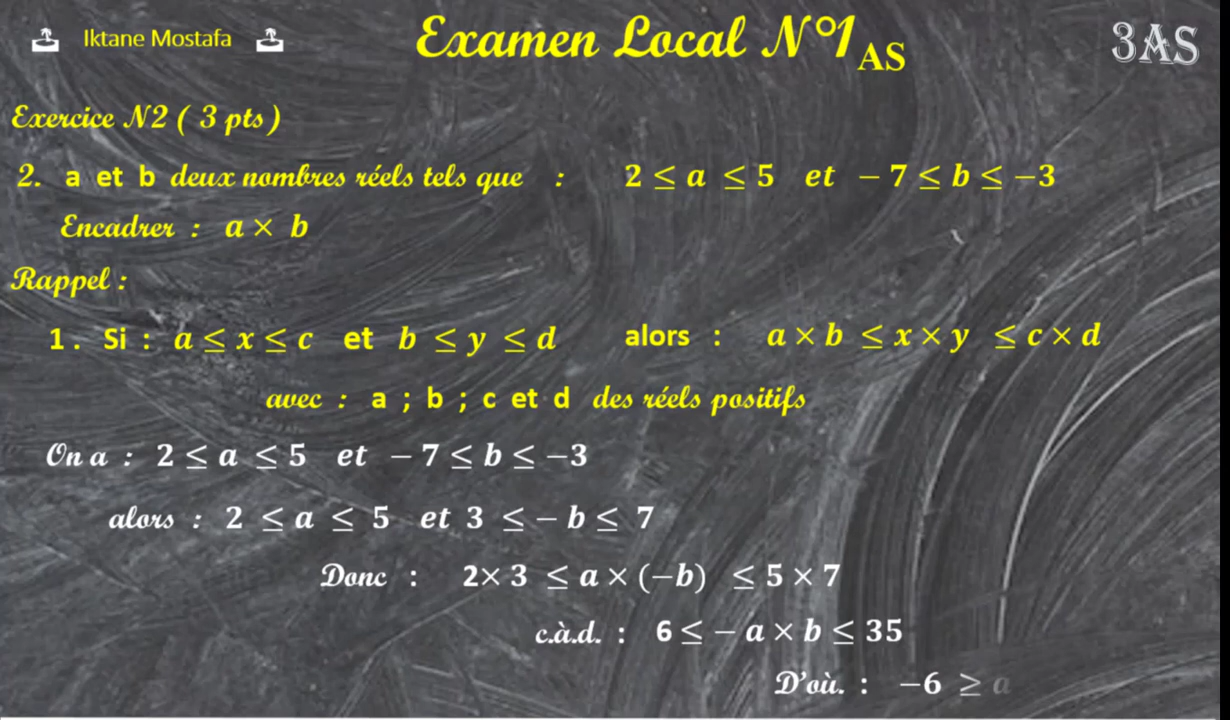 Iktane Mostafa
Examen Local N°1 AS
3AS
Exercice N2 ( 3 pts )
2. a et b deux nombres réels tels que : 2 ≤ a ≤ 5 et − 7 ≤ b ≤ −3
Encadrer : a × b
Rappel :
1. Si : a ≤ x ≤ c et b ≤ y ≤ d alors : a × b ≤ x × y ≤ c × d
avec : a ; b ; c et d des réels positifs
On a : 2 ≤ a ≤ 5 et − 7 ≤ b ≤ −3
alors : 2 ≤ a ≤ 5 et 3 ≤ − b ≤ 7
Donc : 2× 3 ≤ a × (−b) ≤ 5 × 7
c.à.d. : 6 ≤ − a × b ≤ 35
D'où. : −6 ≥ a